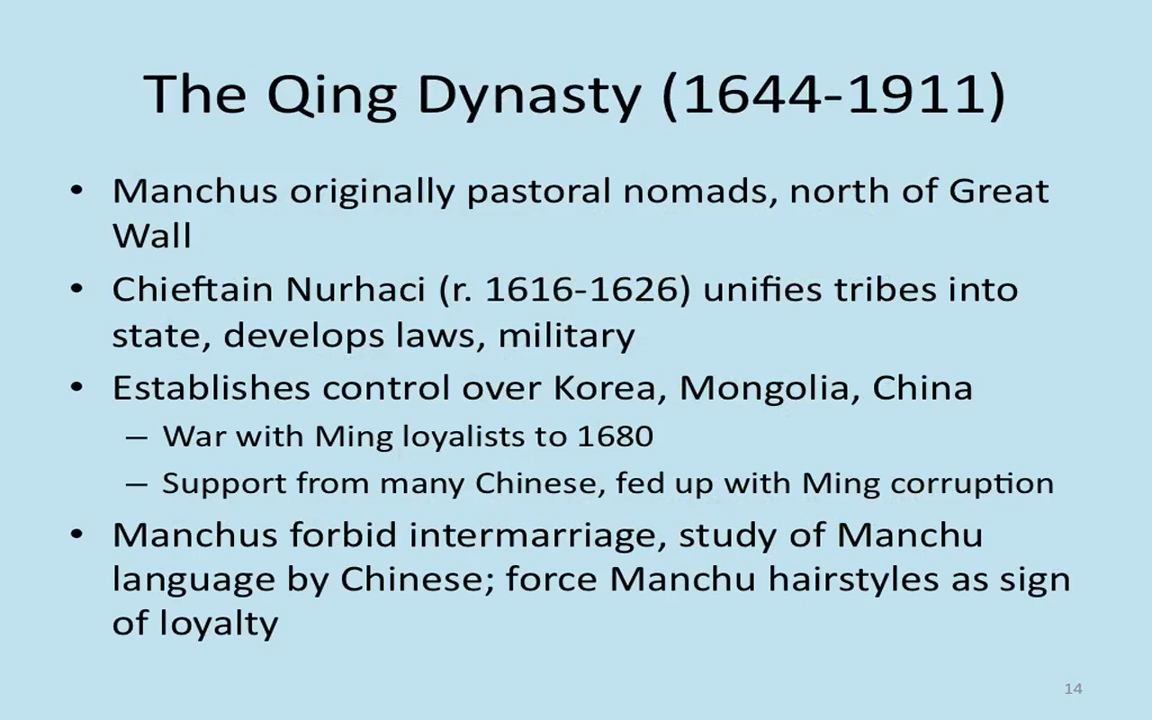 The Qing Dynasty (1644-1911)
• Manchus originally pastoral nomads, north of Great
Wall
• Chieftain Nurhaci (r. 1616-1626) unifies tribes into
state, develops laws, military
• Establishes control over Korea, Mongolia, China
– War with Ming loyalists to 1680
– Support from many Chinese, fed up with Ming corruption
• Manchus forbid intermarriage, study of Manchu
language by Chinese; force Manchu hairstyles as sign
of loyalty
14